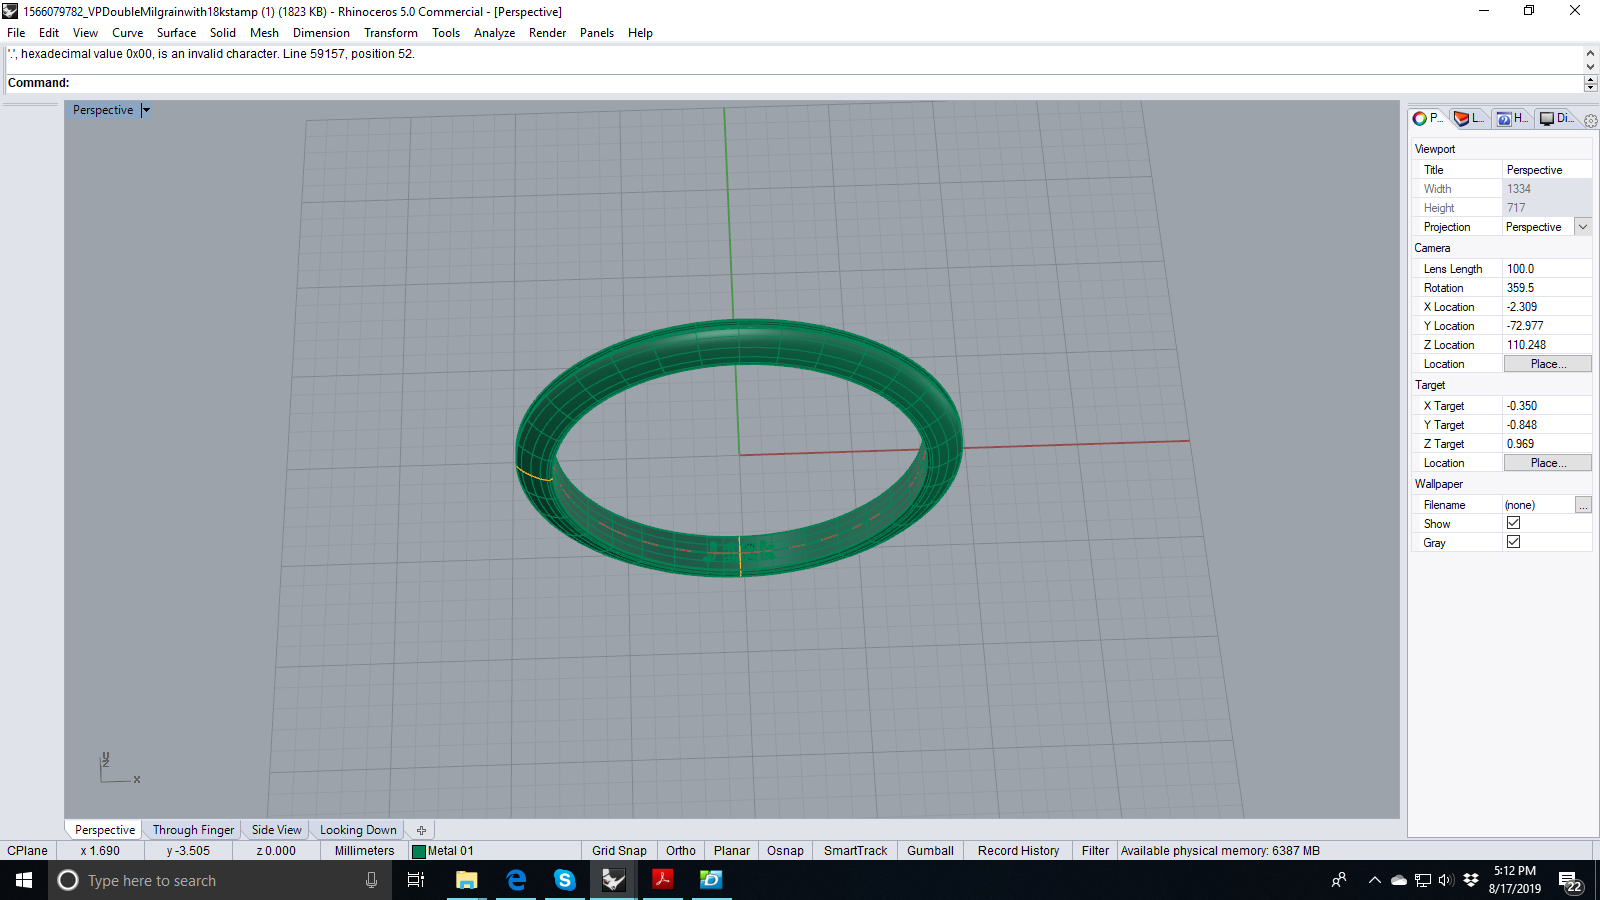 1566079782_VPDoubleMilgrainwith18kstamp (1) (1823 KB) - Rhinoceros 5.0 Commercial - [Perspective]
File Edit View Curve Surface Solid Mesh Dimension Transform Tools Analyze Render Panels Help
'.', hexadecimal value 0x00, is an invalid character. Line 59157, position 52.
Command:
Perspective
P... L... H... Di...
Viewport
Title Perspective
Width 1334
Height 717
Projection Perspective
Camera
Lens Length 100.0
Rotation 359.5
X Location -2.309
Y Location -72.977
Z Location 110.248
Location Place...
Target
X Target -0.350
Y Target -0.848
Z Target 0.969
Location Place...
Wallpaper
Filename (none) ...
Show
Gray
y
z
x
Perspective Through Finger Side View Looking Down
CPlane x 1.690 y -3.505 z 0.000 Millimeters Metal 01 Grid Snap Ortho Planar Osnap SmartTrack Gumball Record History Filter Available physical memory: 6387 MB
Type here to search
5:12 PM
8/17/2019
22